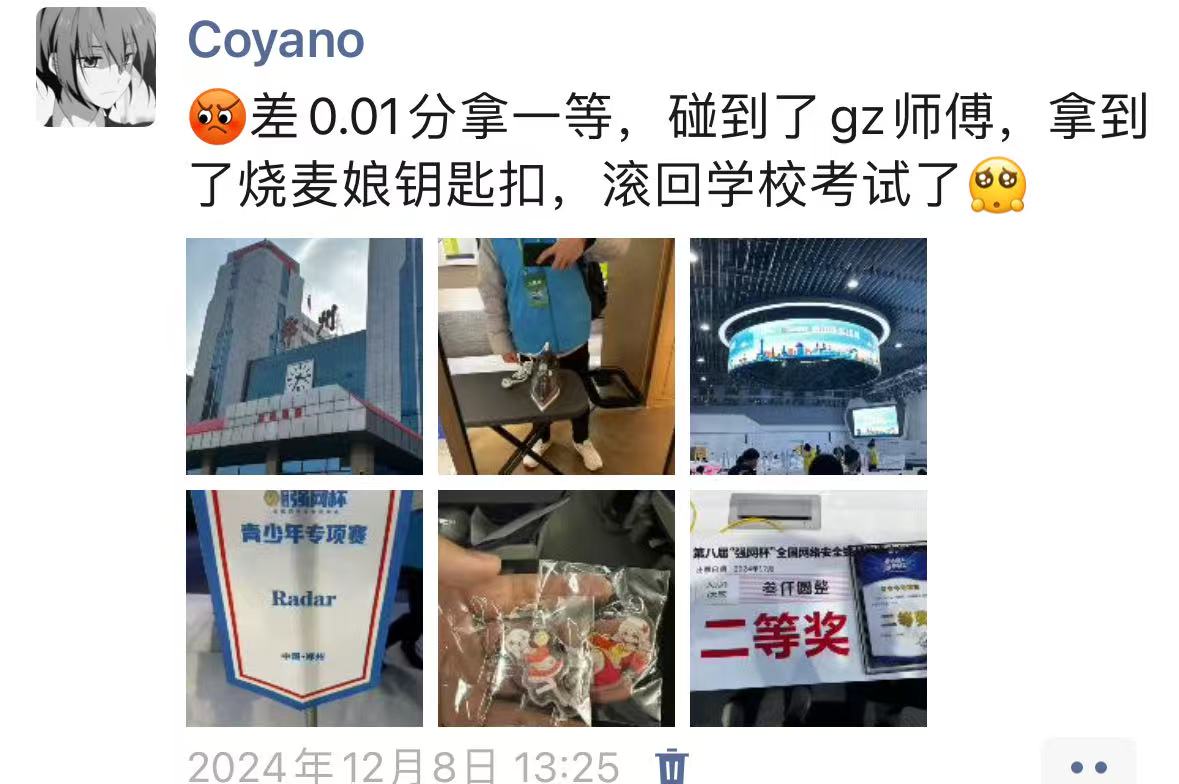 Coyano
😡差0.01分拿一等，碰到了gz师傅，拿到
了烧麦娘钥匙扣，滚回学校考试了🥺
郑州
强网杯
青少年专项赛
Radar
中国·郑州
第八届“强网杯”全国网络安全
2024年12月
叁仟圆整
二等奖
二等奖
2024年12月8日 13:25